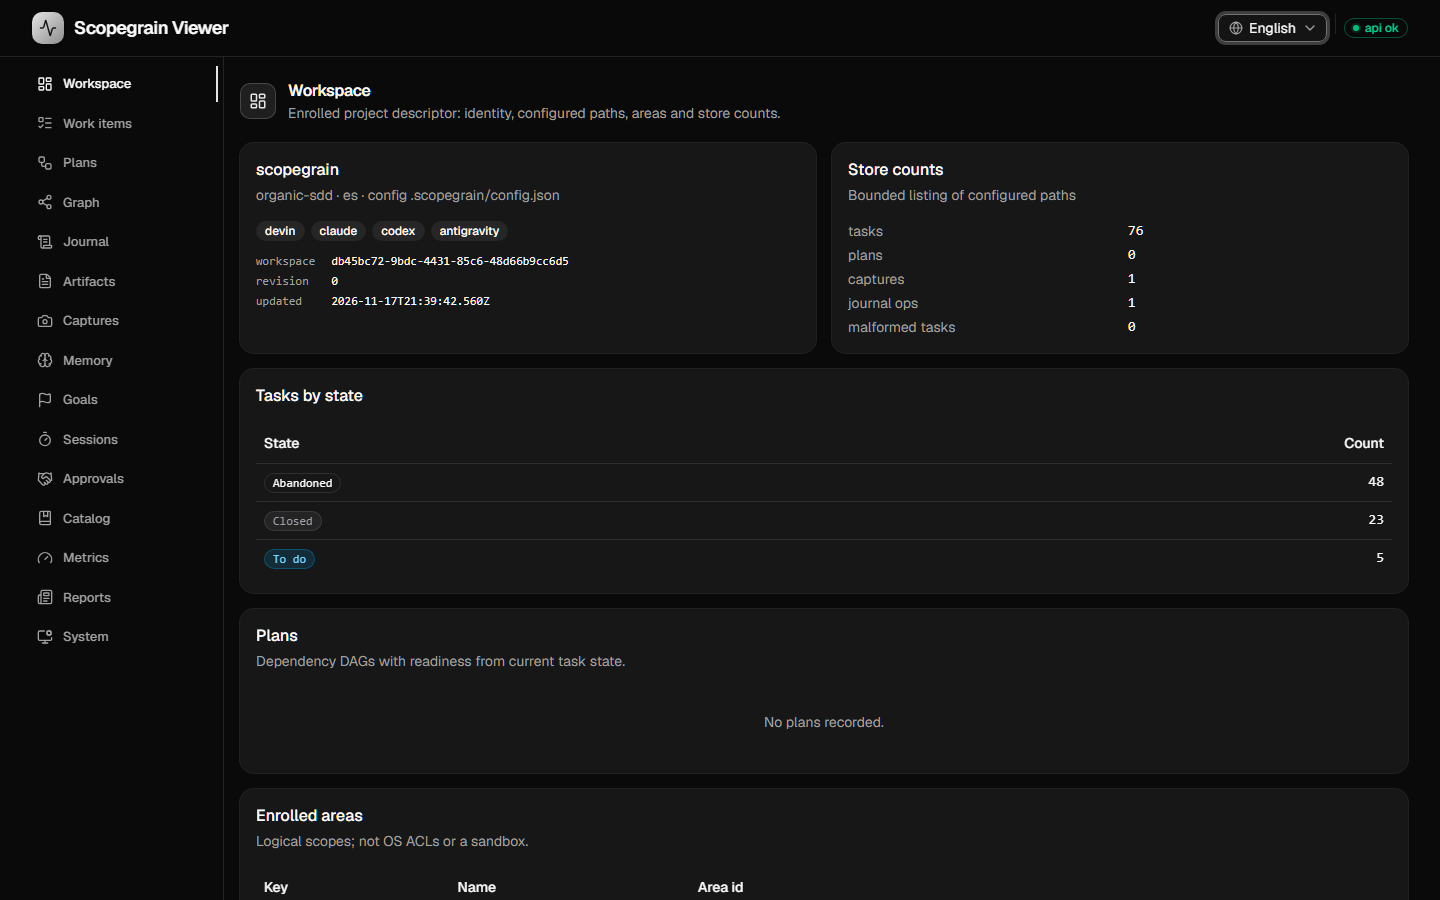 Scopegrain Viewer
English
api ok
Workspace
Work items
Plans
Graph
Journal
Artifacts
Captures
Memory
Goals
Sessions
Approvals
Catalog
Metrics
Reports
System
Workspace
Enrolled project descriptor: identity, configured paths, areas and store counts.
scopegrain
organic-sdd · es · config .scopegrain/config.json
devin claude codex antigravity
workspace db45bc72-9bdc-4431-85c6-48d66b9cc6d5
revision 0
updated 2026-11-17T21:39:42.560Z
Store counts
Bounded listing of configured paths
tasks 76
plans 0
captures 1
journal ops 1
malformed tasks 0
Tasks by state
State Count
Abandoned 48
Closed 23
To do 5
Plans
Dependency DAGs with readiness from current task state.
No plans recorded.
Enrolled areas
Logical scopes; not OS ACLs or a sandbox.
Key Name Area id